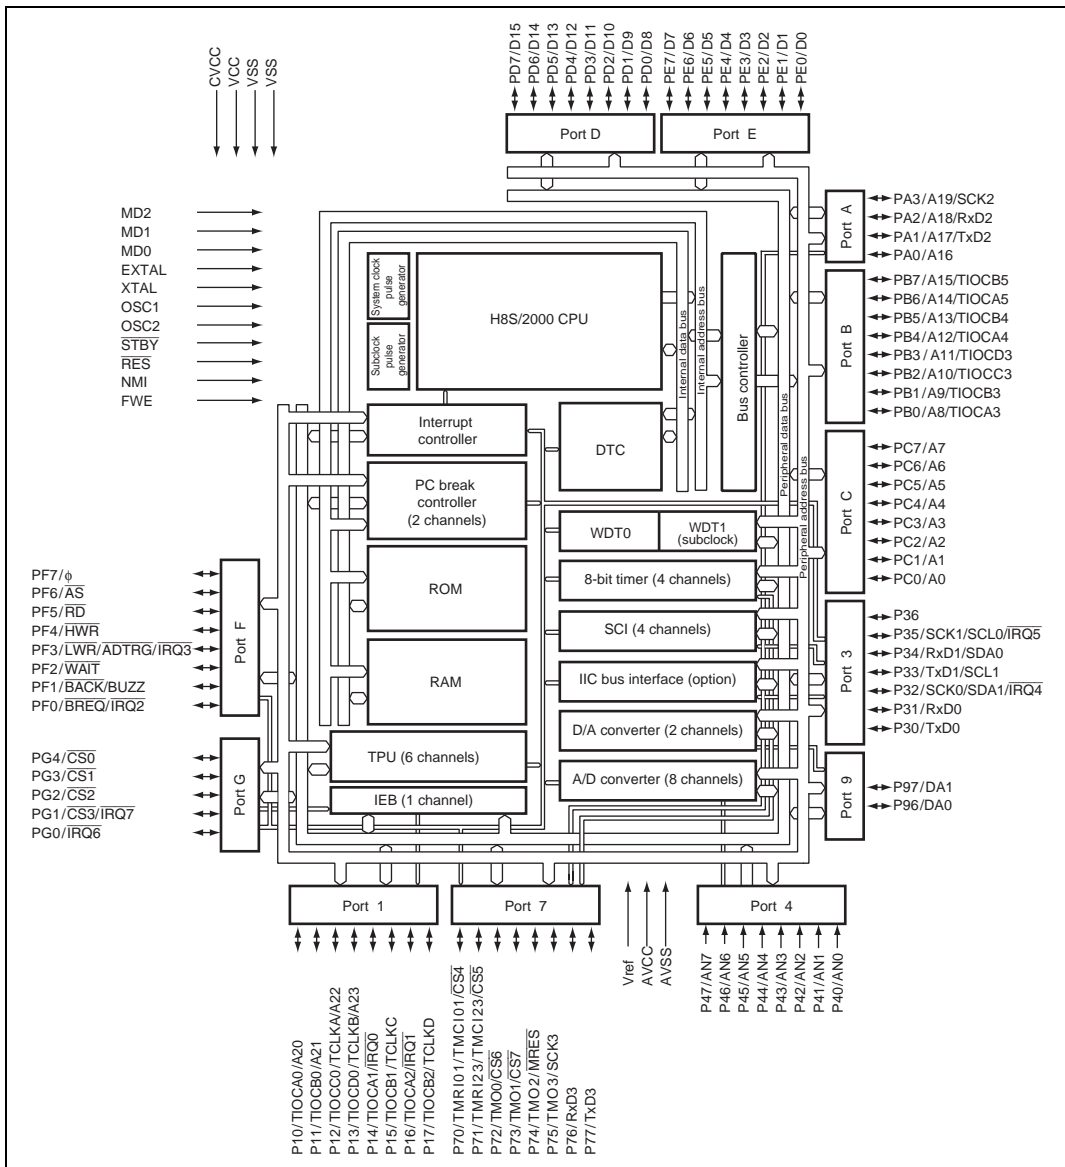 CVCC
VCC
VSS
VSS
PD7/D15
PD6/D14
PD5/D13
PD4/D12
PD3/D11
PD2/D10
PD1/D9
PD0/D8
PE7/D7
PE6/D6
PE5/D5
PE4/D4
PE3/D3
PE2/D2
PE1/D1
PE0/D0
Port D
Port E
MD2
MD1
MD0
EXTAL
XTAL
OSC1
OSC2
STBY
RES
NMI
FWE
System clock pulse generator
Subclock pulse generator
H8S/2000 CPU
Internal data bus
Internal address bus
Bus controller
Peripheral data bus
Peripheral address bus
Interrupt controller
DTC
PC break controller (2 channels)
WDT0
WDT1 (subclock)
ROM
8-bit timer (4 channels)
SCI (4 channels)
RAM
IIC bus interface (option)
D/A converter (2 channels)
TPU (6 channels)
A/D converter (8 channels)
IEB (1 channel)
Port A
PA3/A19/SCK2
PA2/A18/RxD2
PA1/A17/TxD2
PA0/A16
Port B
PB7/A15/TIOCB5
PB6/A14/TIOCA5
PB5/A13/TIOCB4
PB4/A12/TIOCA4
PB3/A11/TIOCD3
PB2/A10/TIOCC3
PB1/A9/TIOCB3
PB0/A8/TIOCA3
Port C
PC7/A7
PC6/A6
PC5/A5
PC4/A4
PC3/A3
PC2/A2
PC1/A1
PC0/A0
Port 3
P36
P35/SCK1/SCL0/IRQ5
P34/RxD1/SDA0
P33/TxD1/SCL1
P32/SCK0/SDA1/IRQ4
P31/RxD0
P30/TxD0
Port 9
P97/DA1
P96/DA0
PF7/ϕ
PF6/AS
PF5/RD
PF4/HWR
PF3/LWR/ADTRG/IRQ3
PF2/WAIT
PF1/BACK/BUZZ
PF0/BREQ/IRQ2
Port F
PG4/CS0
PG3/CS1
PG2/CS2
PG1/CS3/IRQ7
PG0/IRQ6
Port G
Port 1
Port 7
Port 4
P10/TIOCA0/A20
P11/TIOCB0/A21
P12/TIOCC0/TCLKA/A22
P13/TIOCD0/TCLKB/A23
P14/TIOCA1/IRQ0
P15/TIOCB1/TCLKC
P16/TIOCA2/IRQ1
P17/TIOCB2/TCLKD
P70/TMRI01/TMCI01/CS4
P71/TMRI23/TMCI23/CS5
P72/TMO0/CS6
P73/TMO1/CS7
P74/TMO2/MRES
P75/TMO3/SCK3
P76/RxD3
P77/TxD3
Vref
AVCC
AVSS
P47/AN7
P46/AN6
P45/AN5
P44/AN4
P43/AN3
P42/AN2
P41/AN1
P40/AN0